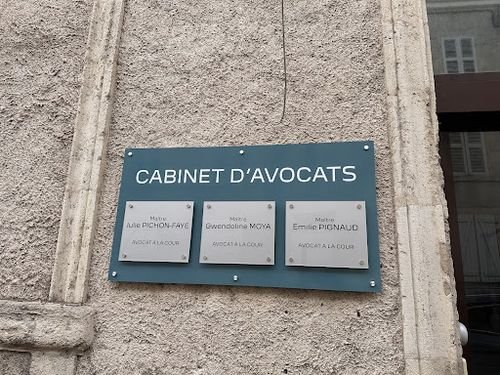 CABINET D'AVOCATS
Maître
Julie PICHON-FAYE
AVOCAT A LA COUR
Maître
Gwendoline MOYA
AVOCAT A LA COUR
Maître
Emilie PIGNAUD
AVOCAT A LA COUR